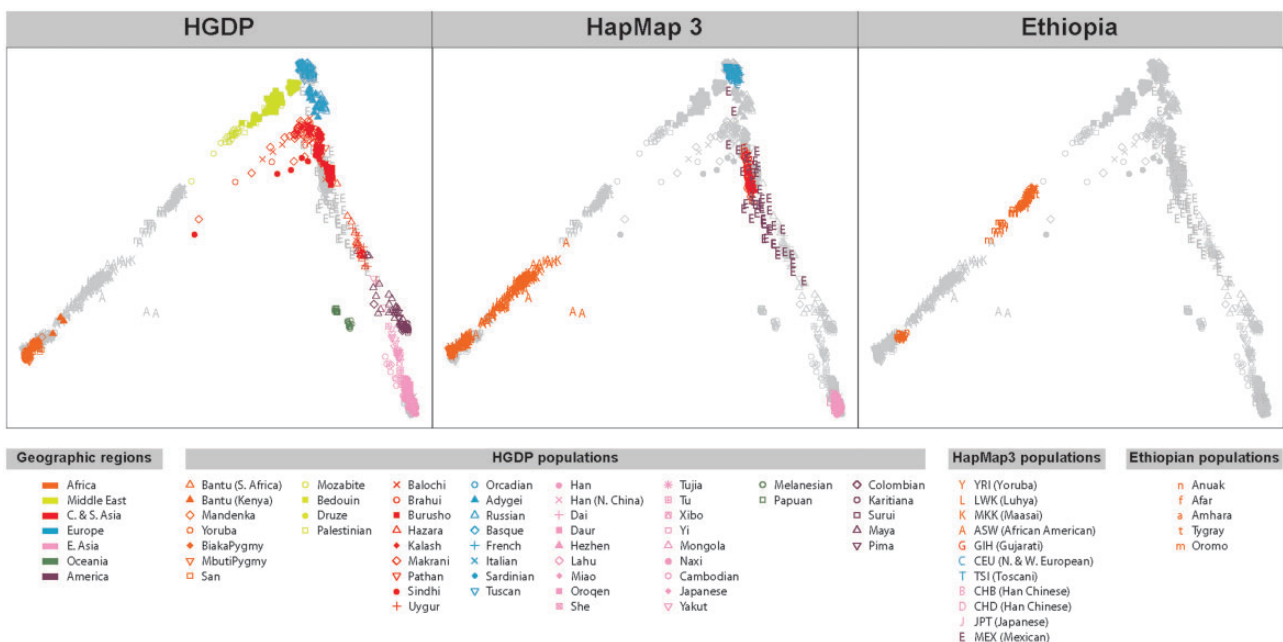 HGDP
HapMap 3
Ethiopia
Geographic regions
Africa
Middle East
C. & S. Asia
Europe
E. Asia
Oceania
America
HGDP populations
Bantu (S. Africa)
Bantu (Kenya)
Mandenka
Yoruba
BiakaPygmy
MbutiPygmy
San
Mozabite
Bedouin
Druze
Palestinian
Balochi
Brahui
Burusho
Hazara
Kalash
Makrani
Pathan
Sindhi
Uygur
Orcadian
Adygei
Russian
Basque
French
Italian
Sardinian
Tuscan
Han
Han (N. China)
Dai
Daur
Hezhen
Lahu
Miao
Oroqen
She
Tujia
Tu
Xibo
Yi
Mongola
Naxi
Cambodian
Japanese
Yakut
Melanesian
Papuan
Colombian
Karitiana
Surui
Maya
Pima
HapMap3 populations
Y YRI (Yoruba)
L LWK (Luhya)
K MKK (Maasai)
A ASW (African American)
G GIH (Gujarati)
C CEU (N. & W. European)
T TSI (Toscani)
B CHB (Han Chinese)
D CHD (Han Chinese)
J JPT (Japanese)
E MEX (Mexican)
Ethiopian populations
n Anuak
f Afar
a Amhara
t Tygray
m Oromo